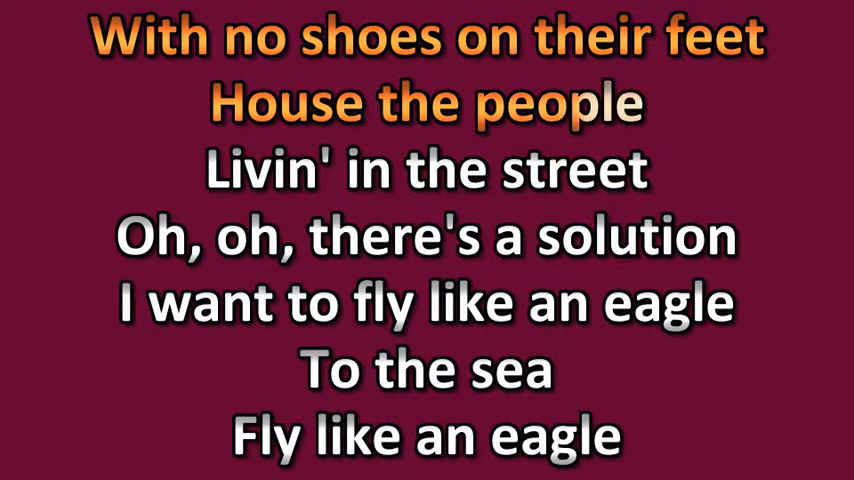 With no shoes on their feet
House the people
Livin' in the street
Oh, oh, there's a solution
I want to fly like an eagle
To the sea
Fly like an eagle